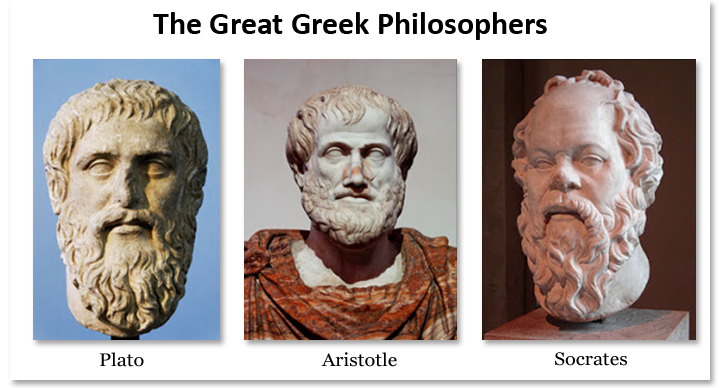 The Great Greek Philosophers
Plato
Aristotle
Socrates